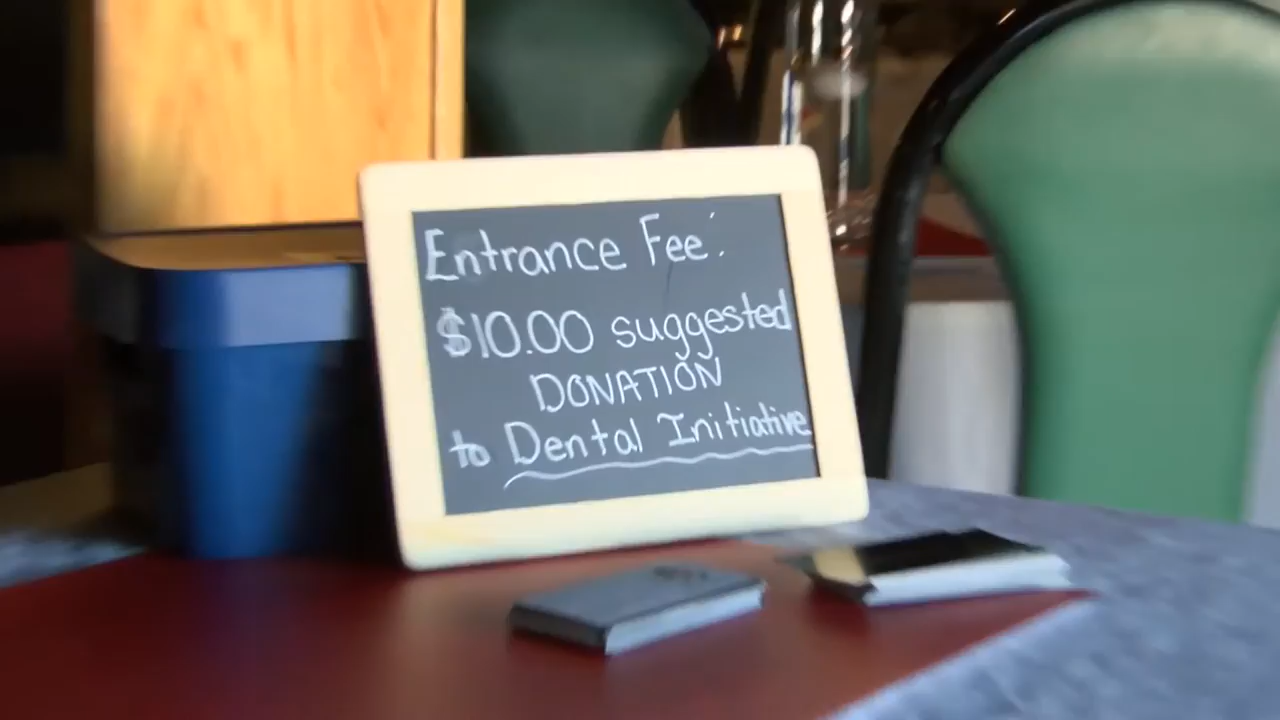 Entrance Fee:
$10.00 suggested
DONATION
to Dental Initiative